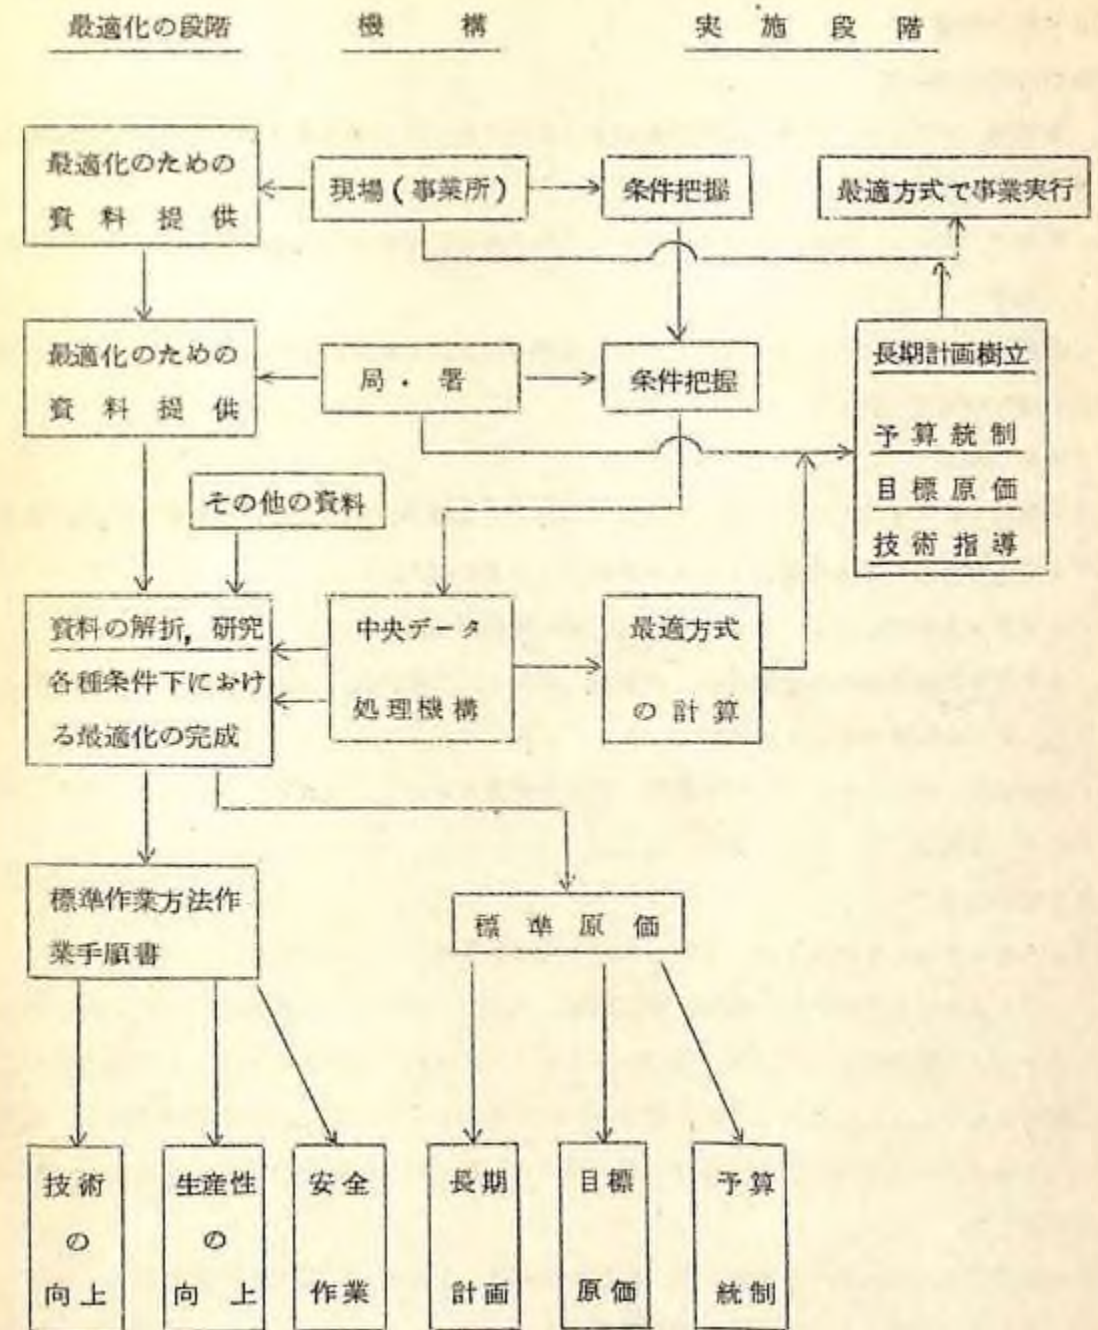 最適化の段階
機構
実施段階
最適化のための
資料提供
現場(事業所)
条件把握
最適方式で事業実行
最適化のための
資料提供
局・署
条件把握
長期計画樹立
予算統制
目標原価
技術指導
その他の資料
資料の解折，研究
各種条件下におけ
る最適化の完成
中央データ
処理機構
最適方式
の計算
標準作業方法作
業手順書
標準原価
技術
の
向上
生産性
の
向上
安全
作業
長期
計画
目標
原価
予算
統制